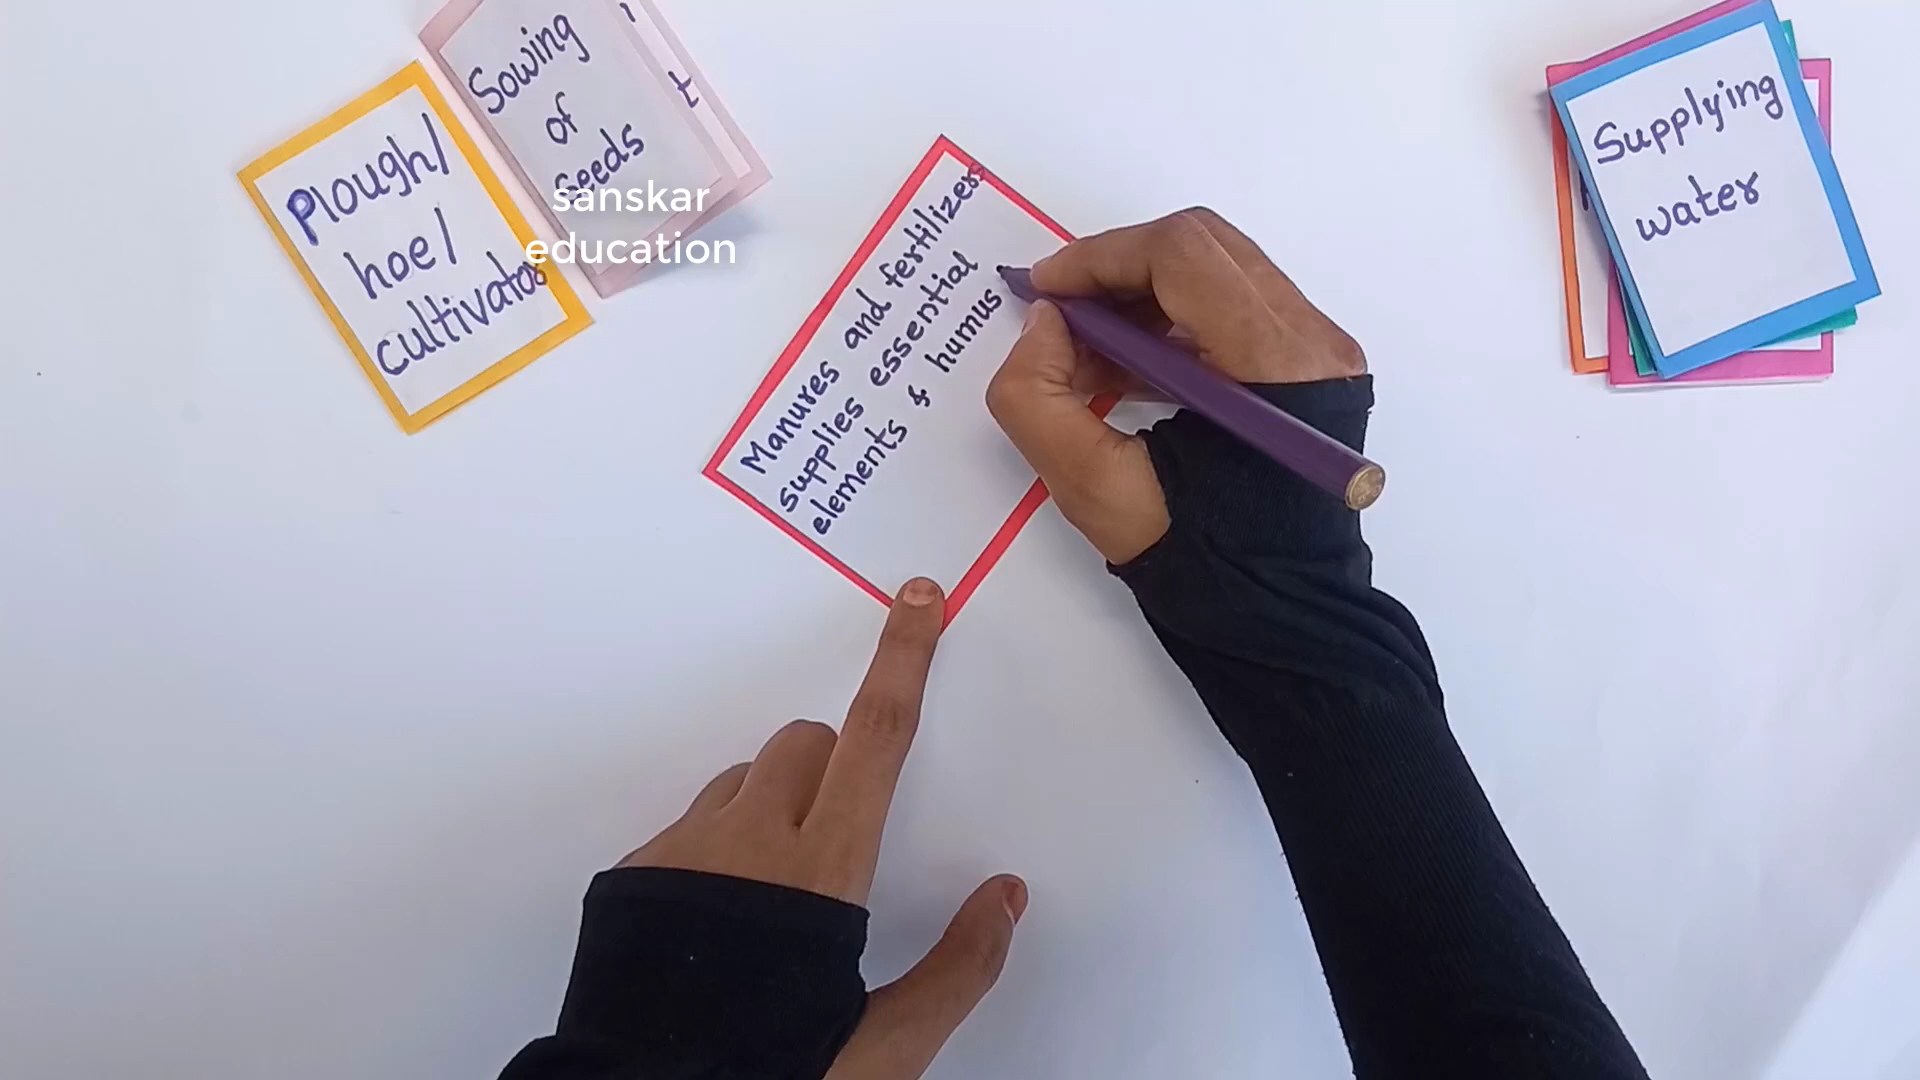 Plough/
hoe/
cultivator
Sowing
of
seeds
sanskar
education
Manures and fertilizers
supplies essential
elements & humus
Supplying
water